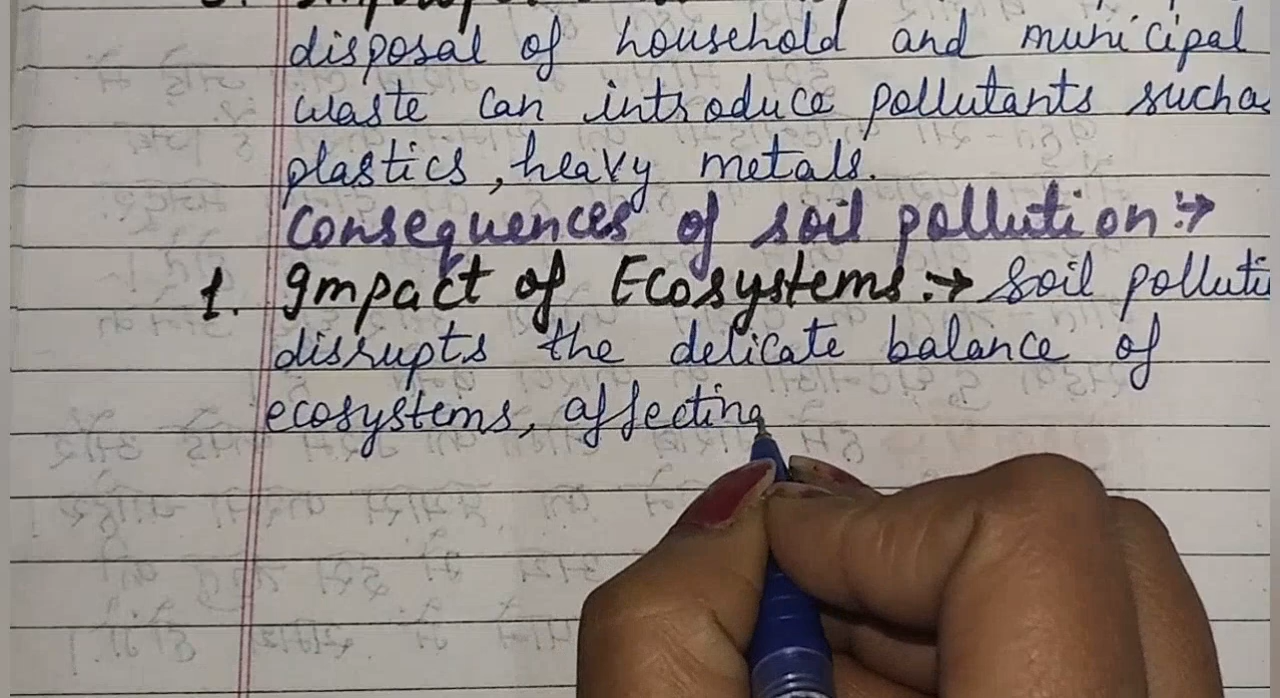 disposal of household and municipal
waste can introduce pollutants such a
plastics, heavy metals.
Consequences of soil pollution :→
1. Impact of Ecosystems :→ Soil polluti
disrupts the delicate balance of
ecosystems, affecting